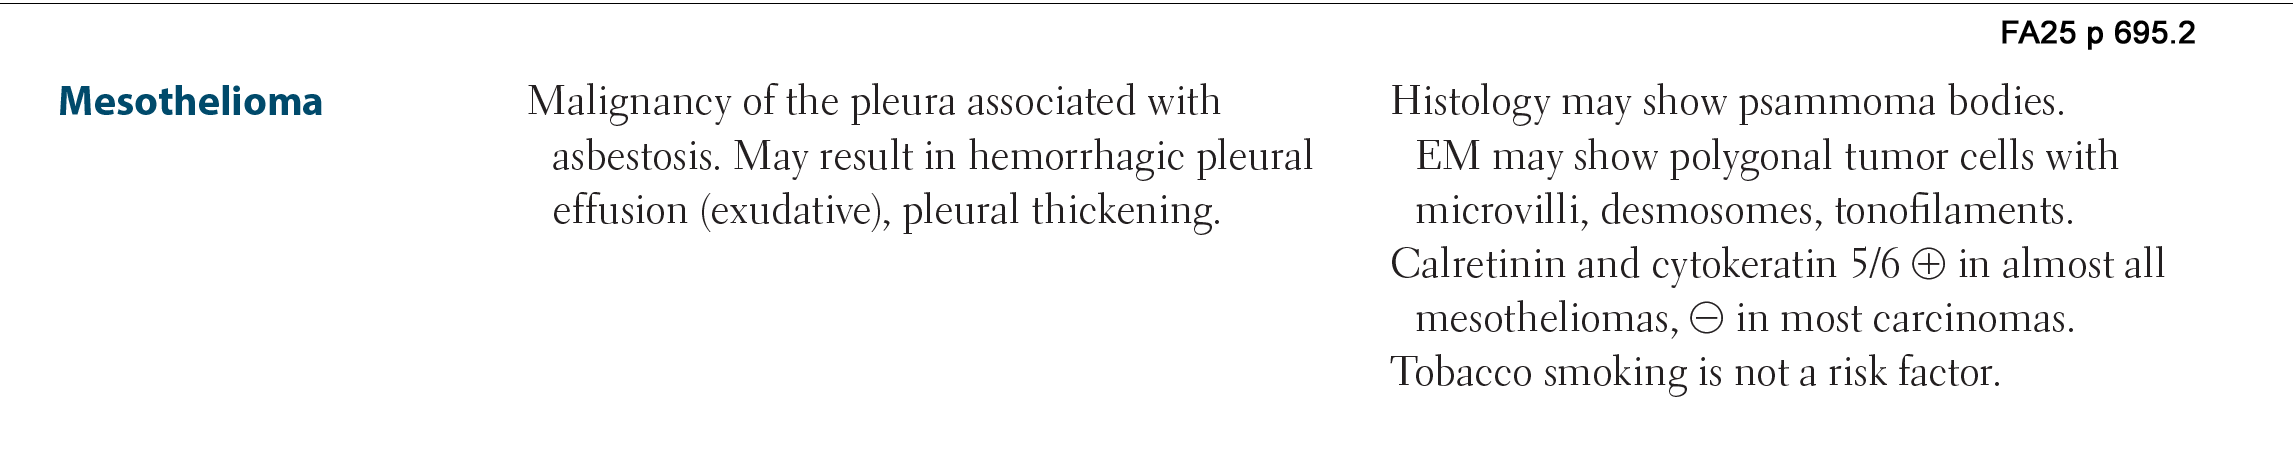 FA25 p 695.2
Mesothelioma
Malignancy of the pleura associated with
asbestosis. May result in hemorrhagic pleural
effusion (exudative), pleural thickening.
Histology may show psammoma bodies.
EM may show polygonal tumor cells with
microvilli, desmosomes, tonofilaments.
Calretinin and cytokeratin 5/6 ⊕ in almost all
mesotheliomas, ⊖ in most carcinomas.
Tobacco smoking is not a risk factor.